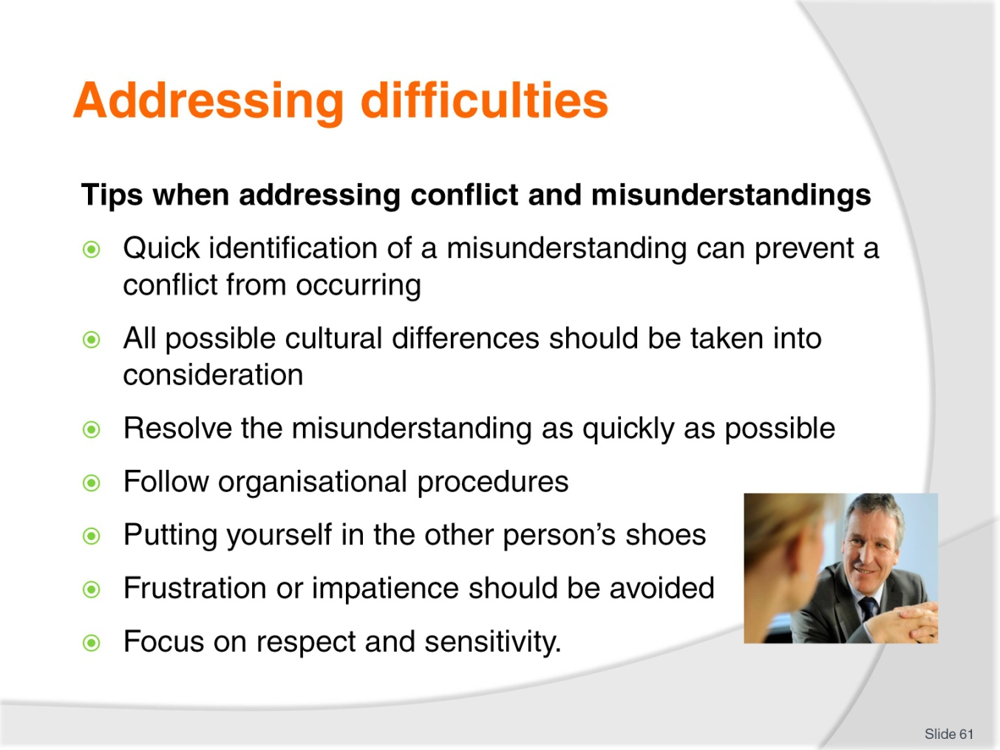 Addressing difficulties
Tips when addressing conflict and misunderstandings
Quick identification of a misunderstanding can prevent a
conflict from occurring
All possible cultural differences should be taken into
consideration
Resolve the misunderstanding as quickly as possible
Follow organisational procedures
Putting yourself in the other person’s shoes
Frustration or impatience should be avoided
Focus on respect and sensitivity.
Slide 61